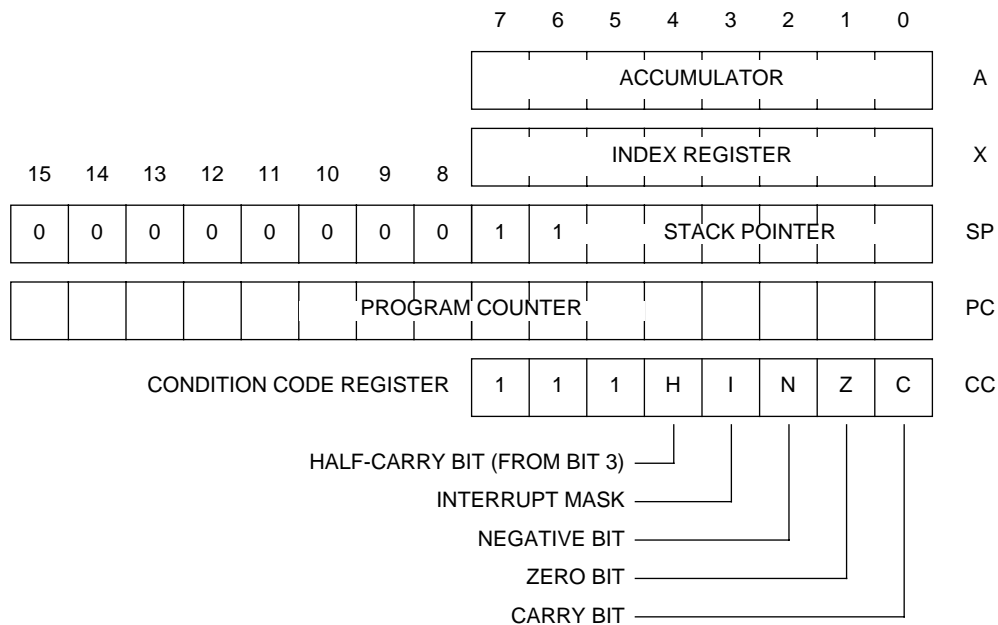 7 6 5 4 3 2 1 0
ACCUMULATOR A
INDEX REGISTER X
15 14 13 12 11 10 9 8
0 0 0 0 0 0 0 0 1 1 STACK POINTER SP
PROGRAM COUNTER PC
CONDITION CODE REGISTER 1 1 1 H I N Z C CC
HALF-CARRY BIT (FROM BIT 3)
INTERRUPT MASK
NEGATIVE BIT
ZERO BIT
CARRY BIT